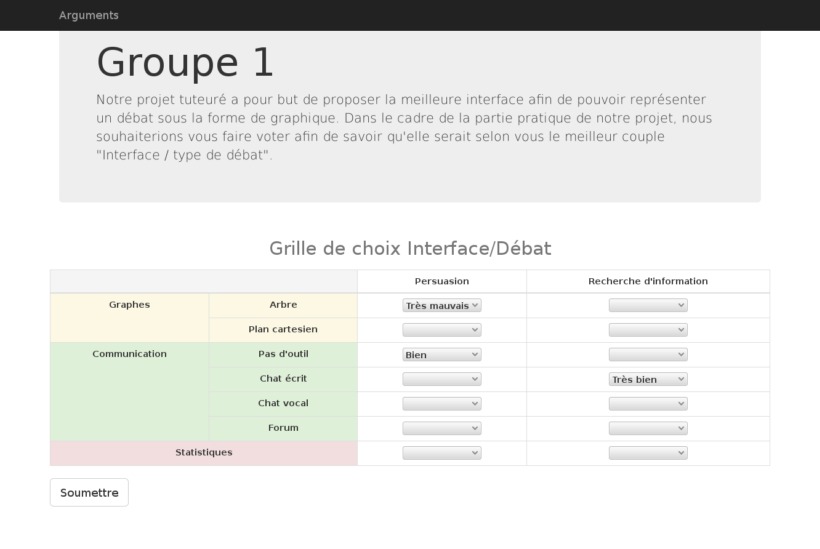 Arguments
Groupe 1
Notre projet tuteuré a pour but de proposer la meilleure interface afin de pouvoir représenter
un débat sous la forme de graphique. Dans le cadre de la partie pratique de notre projet, nous
souhaiterions vous faire voter afin de savoir qu'elle serait selon vous le meilleur couple
"Interface / type de débat".
Grille de choix Interface/Débat
Persuasion Recherche d'information
Graphes Arbre Très mauvais
Plan cartesien
Communication Pas d'outil Bien
Chat écrit Très bien
Chat vocal
Forum
Statistiques
Soumettre